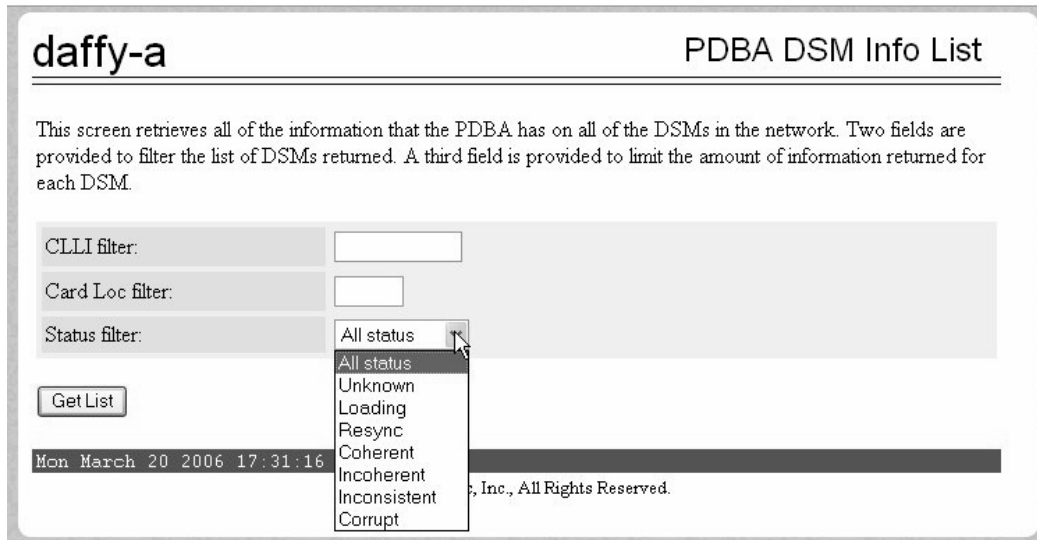 daffy-a
PDBA DSM Info List
This screen retrieves all of the information that the PDBA has on all of the DSMs in the network. Two fields are
provided to filter the list of DSMs returned. A third field is provided to limit the amount of information returned for
each DSM.
CLLI filter:
Card Loc filter:
Status filter:
All status
All status
Unknown
Loading
Resync
Coherent
Incoherent
Inconsistent
Corrupt
Get List
Mon March 20 2006 17:31:16
, Inc., All Rights Reserved.